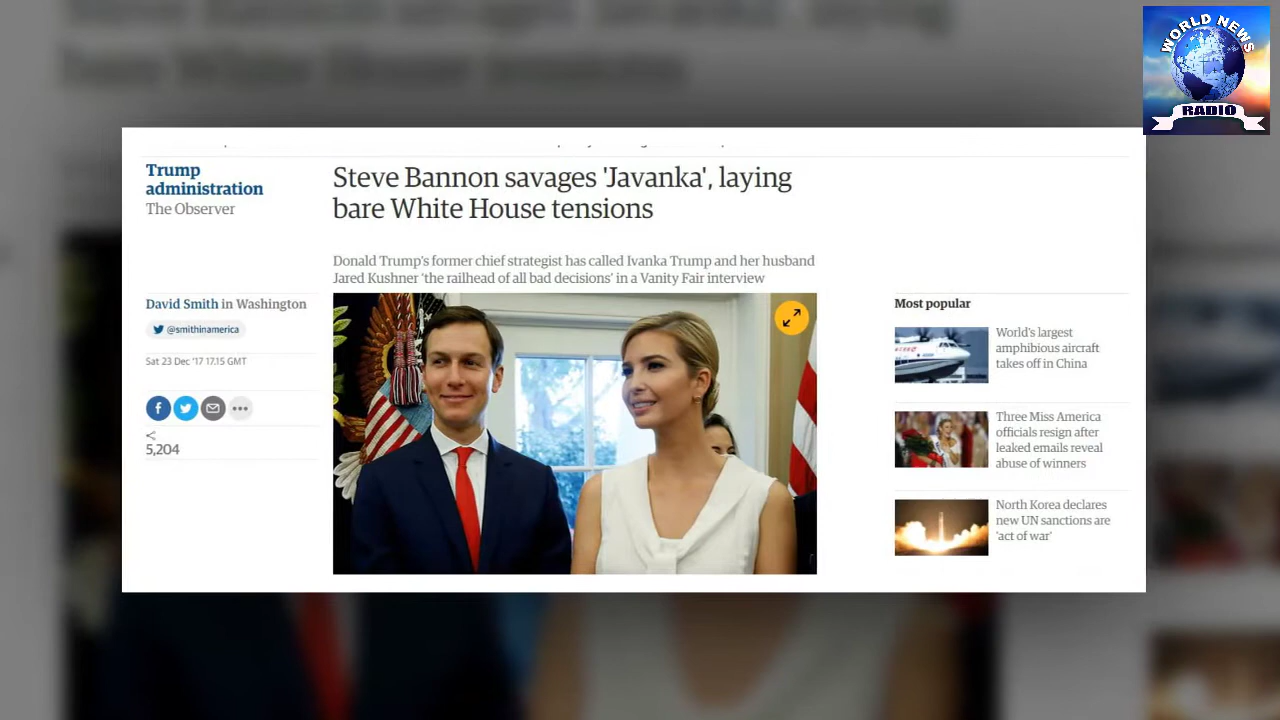 WORLD NEWS
RADIO
Trump
administration
The Observer
Steve Bannon savages 'Javanka', laying
bare White House tensions
Donald Trump's former chief strategist has called Ivanka Trump and her husband
Jared Kushner 'the railhead of all bad decisions' in a Vanity Fair interview
David Smith in Washington
@smithinamerica
Sat 23 Dec '17 17.15 GMT
5,204
Most popular
World's largest
amphibious aircraft
takes off in China
Three Miss America
officials resign after
leaked emails reveal
abuse of winners
North Korea declares
new UN sanctions are
'act of war'